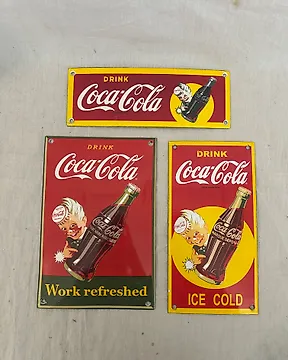 DRINK
Coca-Cola
DRINK
Coca-Cola
Work refreshed
DRINK
Coca-Cola
ICE COLD